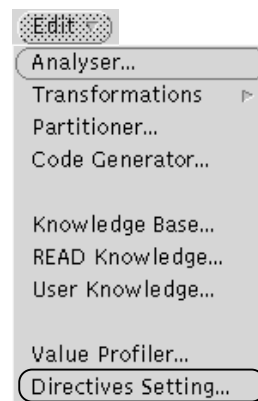 Edit
Analyser...
Transformations
Partitioner...
Code Generator...
Knowledge Base...
READ Knowledge...
User Knowledge...
Value Profiler...
Directives Setting...